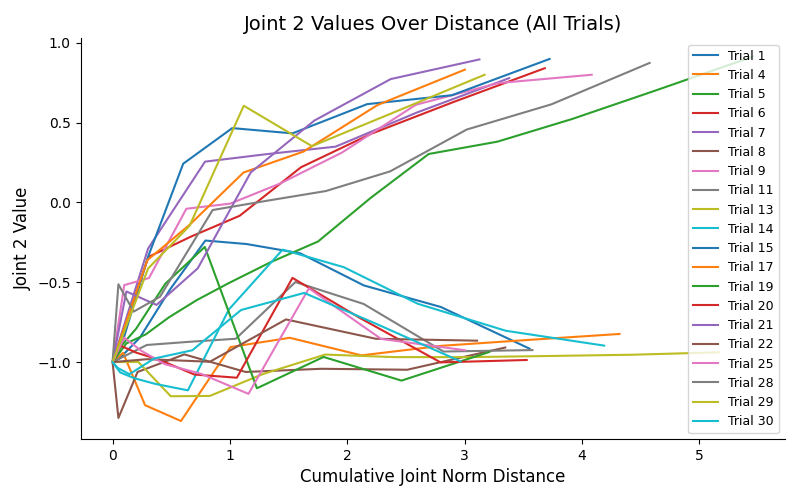 Joint 2 Values Over Distance (All Trials)
Joint 2 Value
1.0
0.5
0.0
−0.5
−1.0
0 1 2 3 4 5
Cumulative Joint Norm Distance
Trial 1
Trial 4
Trial 5
Trial 6
Trial 7
Trial 8
Trial 9
Trial 11
Trial 13
Trial 14
Trial 15
Trial 17
Trial 19
Trial 20
Trial 21
Trial 22
Trial 25
Trial 28
Trial 29
Trial 30